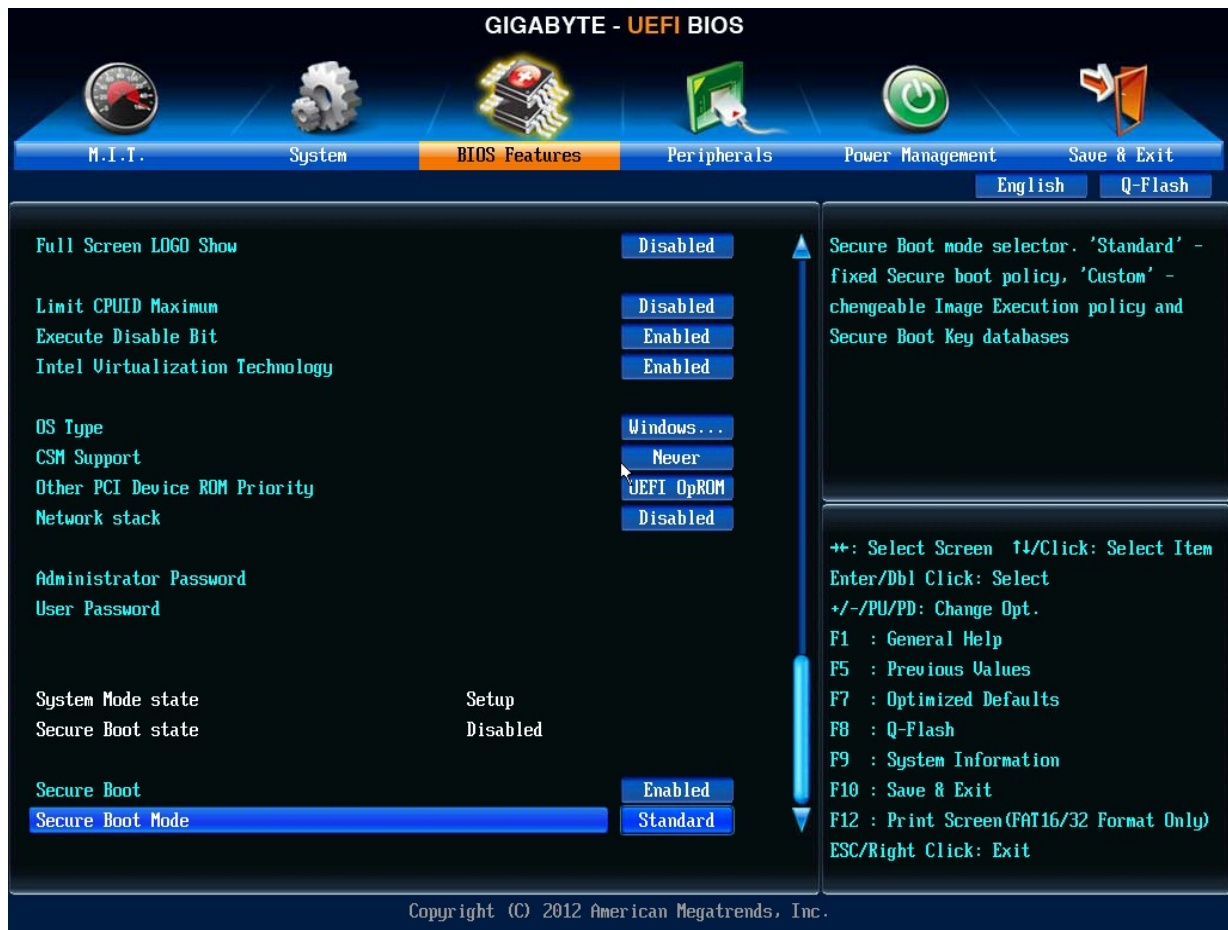 GIGABYTE - UEFI BIOS
M.I.T. System BIOS Features Peripherals Power Management Save & Exit
English Q-Flash
Full Screen LOGO Show Disabled
Limit CPUID Maximum Disabled
Execute Disable Bit Enabled
Intel Virtualization Technology Enabled
OS Type Windows...
CSM Support Never
Other PCI Device ROM Priority UEFI OpROM
Network stack Disabled
Administrator Password
User Password
System Mode state Setup
Secure Boot state Disabled
Secure Boot Enabled
Secure Boot Mode Standard
Secure Boot mode selector. 'Standard' -
fixed Secure boot policy, 'Custom' -
chengeable Image Execution policy and
Secure Boot Key databases
→←: Select Screen ↑↓/Click: Select Item
Enter/Dbl Click: Select
+/-/PU/PD: Change Opt.
F1 : General Help
F5 : Previous Values
F7 : Optimized Defaults
F8 : Q-Flash
F9 : System Information
F10 : Save & Exit
F12 : Print Screen(FAT16/32 Format Only)
ESC/Right Click: Exit
Copyright (C) 2012 American Megatrends, Inc.